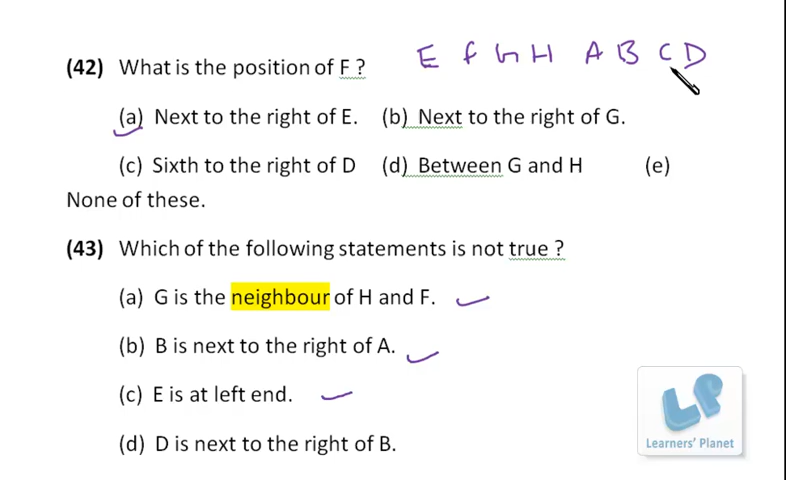 E F G H A B C D
(42) What is the position of F ?
(a) Next to the right of E. (b) Next to the right of G.
(c) Sixth to the right of D (d) Between G and H (e)
None of these.
(43) Which of the following statements is not true ?
(a) G is the neighbour of H and F.
(b) B is next to the right of A.
(c) E is at left end.
(d) D is next to the right of B.
LP
Learners' Planet